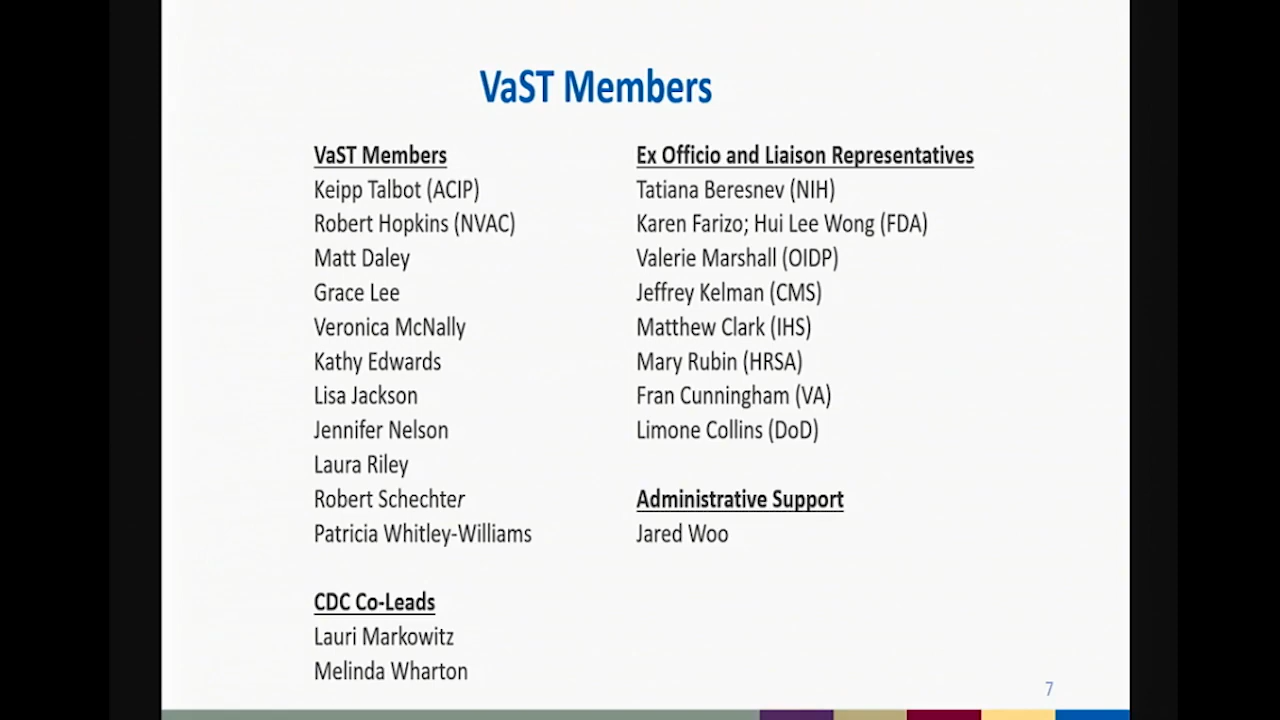 VaST Members
VaST Members
Keipp Talbot (ACIP)
Robert Hopkins (NVAC)
Matt Daley
Grace Lee
Veronica McNally
Kathy Edwards
Lisa Jackson
Jennifer Nelson
Laura Riley
Robert Schechter
Patricia Whitley-Williams
CDC Co-Leads
Lauri Markowitz
Melinda Wharton
Ex Officio and Liaison Representatives
Tatiana Beresnev (NIH)
Karen Farizo; Hui Lee Wong (FDA)
Valerie Marshall (OIDP)
Jeffrey Kelman (CMS)
Matthew Clark (IHS)
Mary Rubin (HRSA)
Fran Cunningham (VA)
Limone Collins (DoD)
Administrative Support
Jared Woo
7